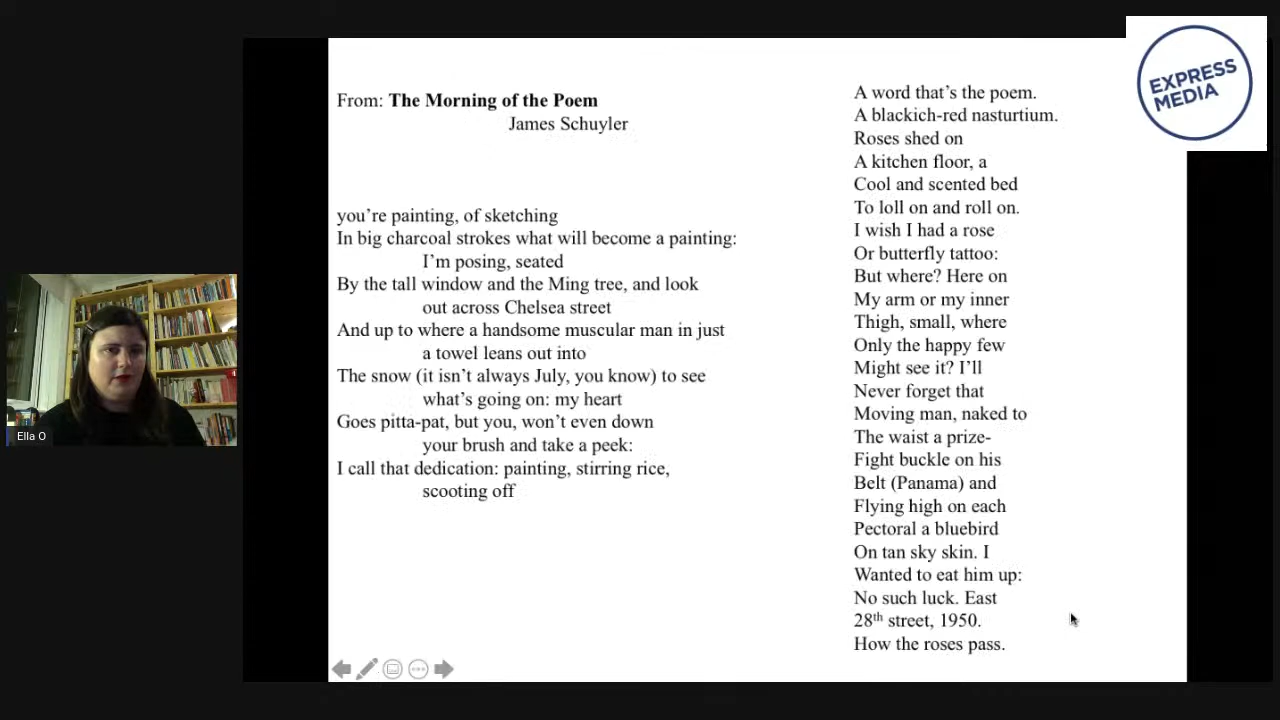 From: The Morning of the Poem
James Schuyler
you're painting, of sketching
In big charcoal strokes what will become a painting:
I'm posing, seated
By the tall window and the Ming tree, and look
out across Chelsea street
And up to where a handsome muscular man in just
a towel leans out into
The snow (it isn't always July, you know) to see
what's going on: my heart
Goes pitta-pat, but you, won't even down
your brush and take a peek:
I call that dedication: painting, stirring rice,
scooting off
A word that's the poem.
A blackich-red nasturtium.
Roses shed on
A kitchen floor, a
Cool and scented bed
To loll on and roll on.
I wish I had a rose
Or butterfly tattoo:
But where? Here on
My arm or my inner
Thigh, small, where
Only the happy few
Might see it? I'll
Never forget that
Moving man, naked to
The waist a prize-
Fight buckle on his
Belt (Panama) and
Flying high on each
Pectoral a bluebird
On tan sky skin. I
Wanted to eat him up:
No such luck. East
28th street, 1950.
How the roses pass.
EXPRESS
MEDIA
Ella O